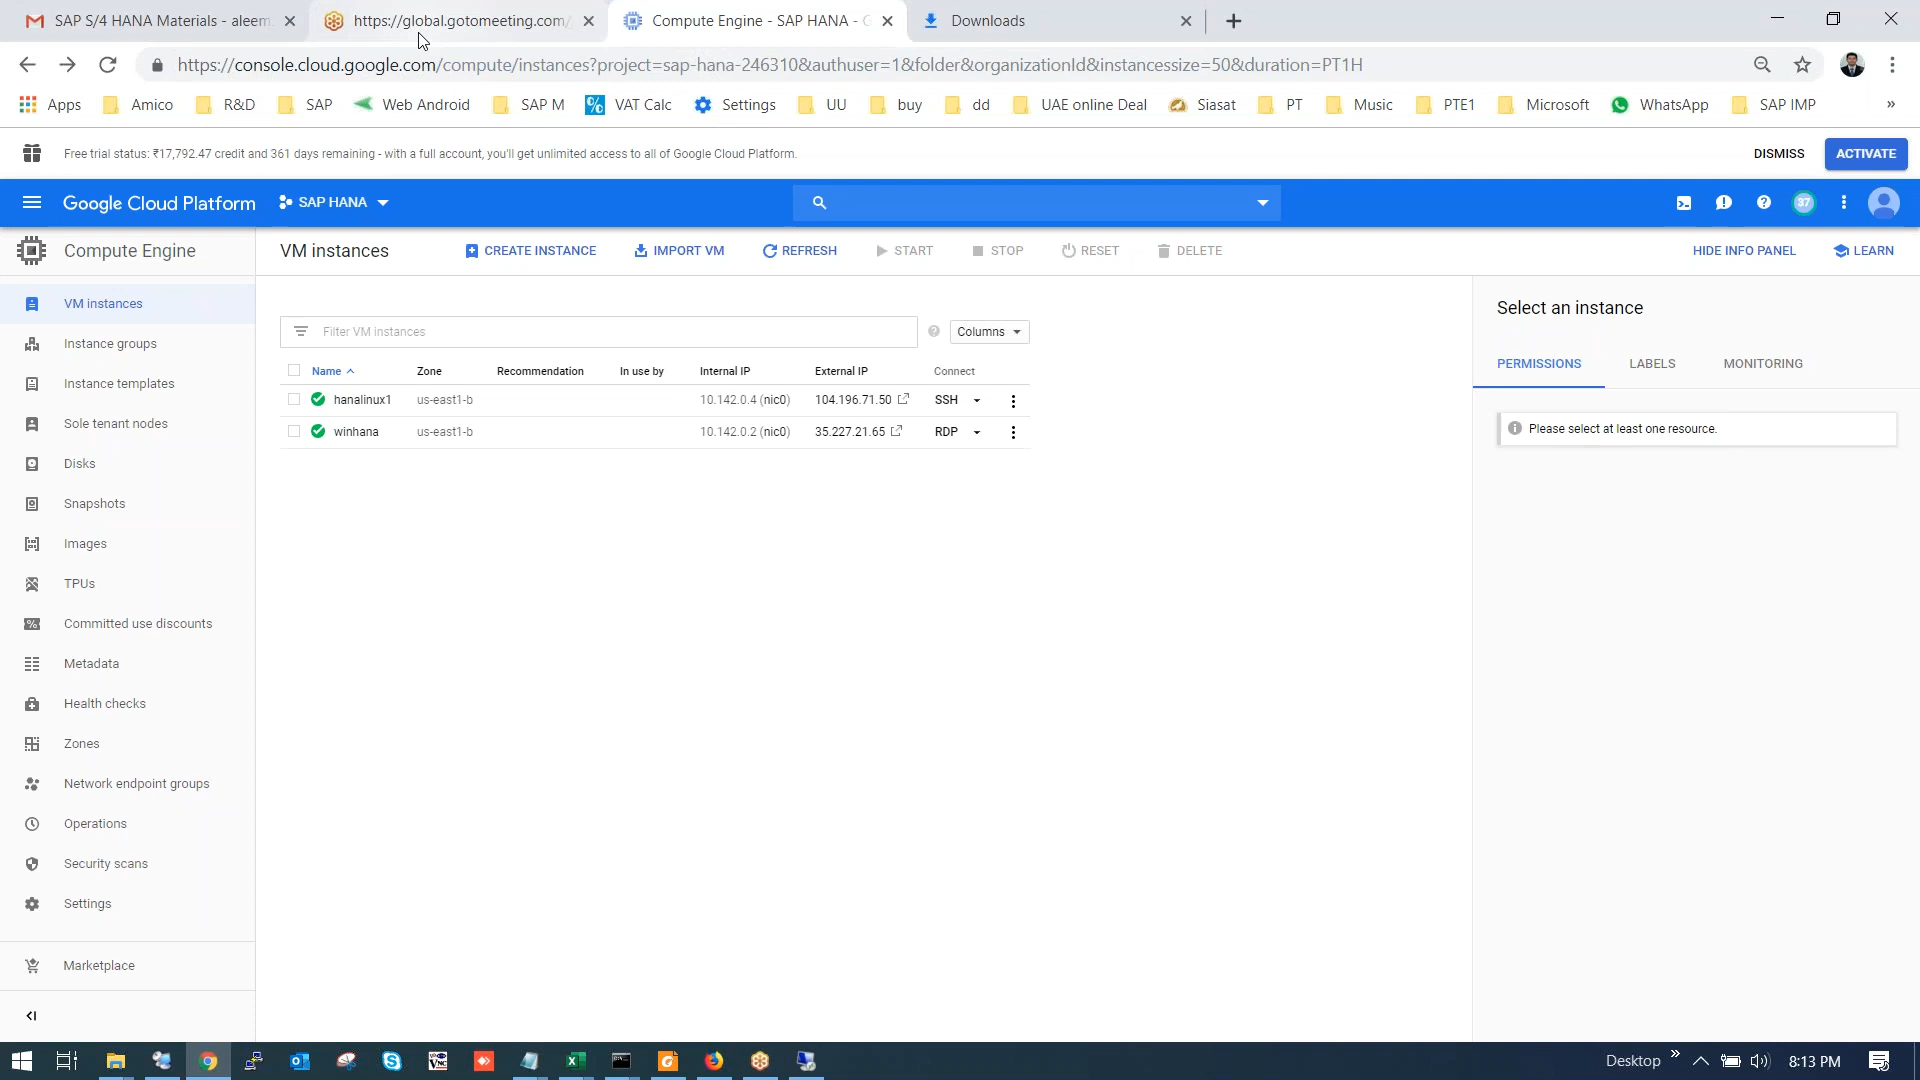 SAP S/4 HANA Materials - aleem
https://global.gotomeeting.com/
Compute Engine - SAP HANA - G
Downloads
https://console.cloud.google.com/compute/instances?project=sap-hana-246310&authuser=1&folder&organizationId&instancessize=50&duration=PT1H
Apps Amico R&D SAP Web Android SAP M VAT Calc Settings UU buy dd UAE online Deal Siasat PT Music PTE1 Microsoft WhatsApp SAP IMP »
Free trial status: ₹17,792.47 credit and 361 days remaining - with a full account, you'll get unlimited access to all of Google Cloud Platform.
DISMISS ACTIVATE
Google Cloud Platform SAP HANA 37
Compute Engine
VM instances CREATE INSTANCE IMPORT VM REFRESH START STOP RESET DELETE HIDE INFO PANEL LEARN
VM instances
Instance groups
Instance templates
Sole tenant nodes
Disks
Snapshots
Images
TPUs
Committed use discounts
Metadata
Health checks
Zones
Network endpoint groups
Operations
Security scans
Settings
Marketplace
Filter VM instances Columns
Name Zone Recommendation In use by Internal IP External IP Connect
hanalinux1 us-east1-b 10.142.0.4 (nic0) 104.196.71.50 SSH
winhana us-east1-b 10.142.0.2 (nic0) 35.227.21.65 RDP
Select an instance
PERMISSIONS LABELS MONITORING
Please select at least one resource.
Desktop » 8:13 PM